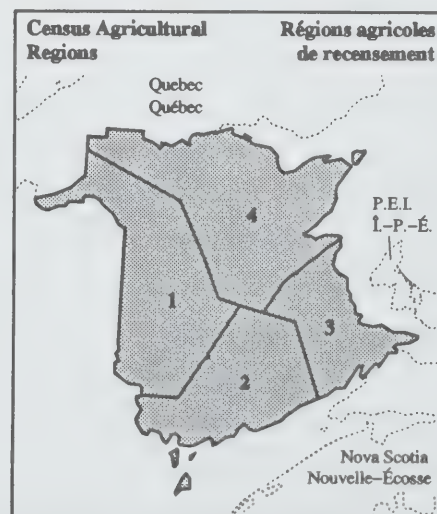 Census Agricultural
Regions
Régions agricoles
de recensement
Quebec
Québec
P.E.I.
Î.–P.–É.
4
1
3
2
Nova Scotia
Nouvelle–Écosse